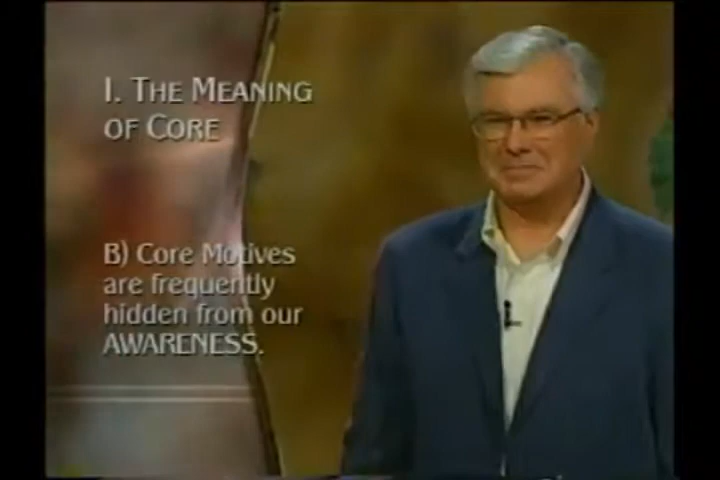 I. The Meaning
of Core
B) Core Motives
are frequently
hidden from our
AWARENESS.